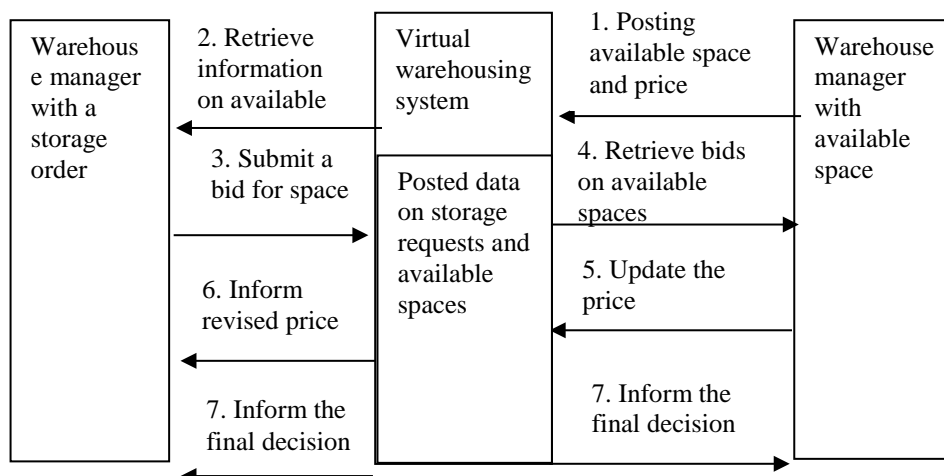 Warehous
e manager
with a
storage
order
2. Retrieve
information
on available
3. Submit a
bid for space
6. Inform
revised price
7. Inform the
final decision
Virtual
warehousing
system
Posted data
on storage
requests and
available
spaces
1. Posting
available
space
and price
4. Retrieve bids
on available
spaces
5. Update the
price
7. Inform the
final decision
Warehouse
manager
with
available
space